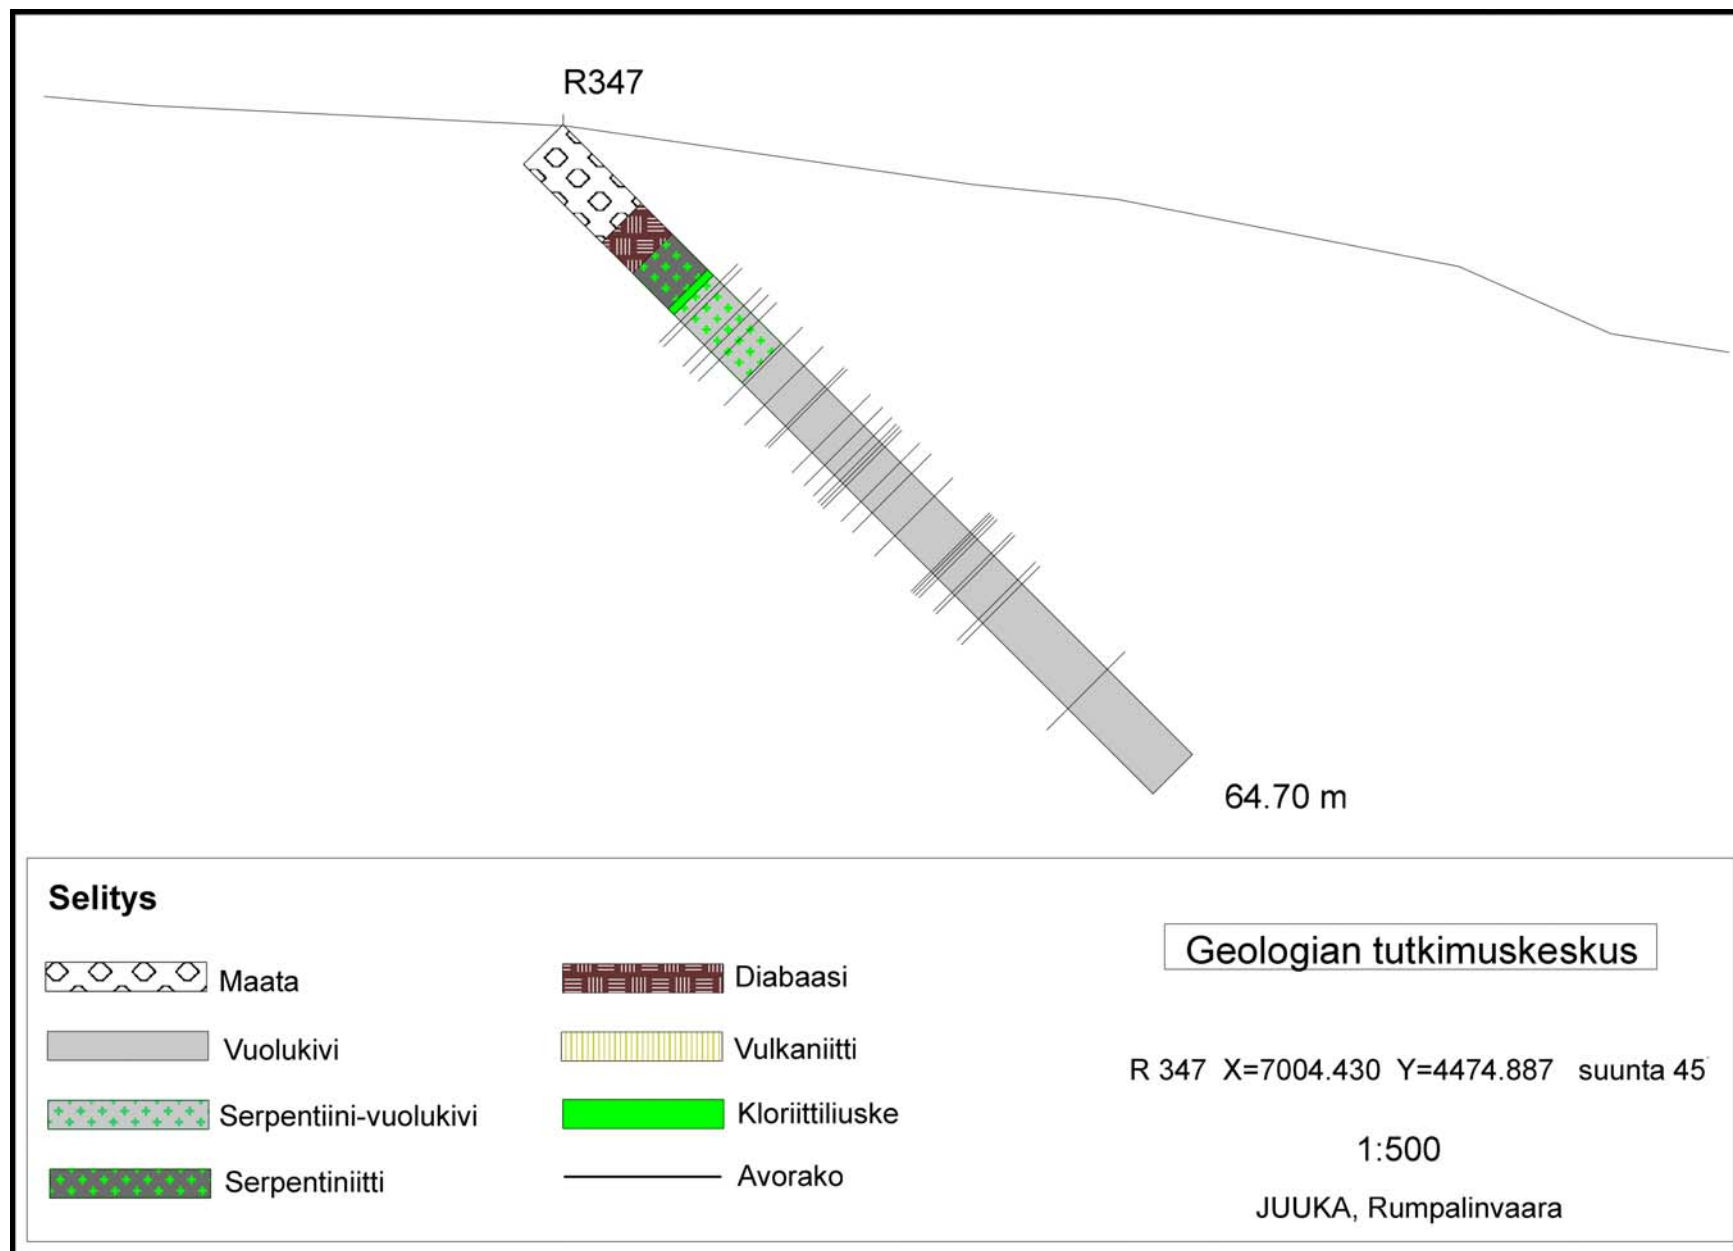 R347
64.70 m
Selitys
Maata
Vuolukivi
Serpentiini-vuolukivi
Serpentiniitti
Diabaasi
Vulkaniitti
Kloriittiliuske
Avorako
Geologian tutkimuskeskus
R 347 X=7004.430 Y=4474.887 suunta 45
1:500
JUUKA, Rumpalinvaara